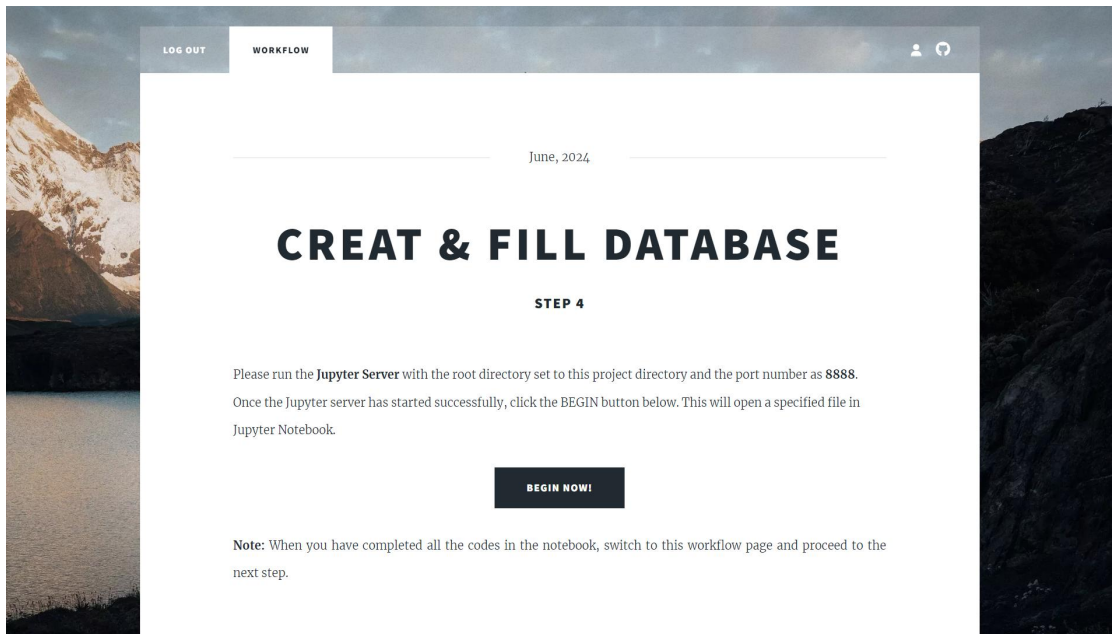 LOG OUT
WORKFLOW
June, 2024
CREAT & FILL DATABASE
STEP 4
Please run the Jupyter Server with the root directory set to this project directory and the port number as 8888.
Once the Jupyter server has started successfully, click the BEGIN button below. This will open a specified file in
Jupyter Notebook.
BEGIN NOW!
Note: When you have completed all the codes in the notebook, switch to this workflow page and proceed to the
next step.